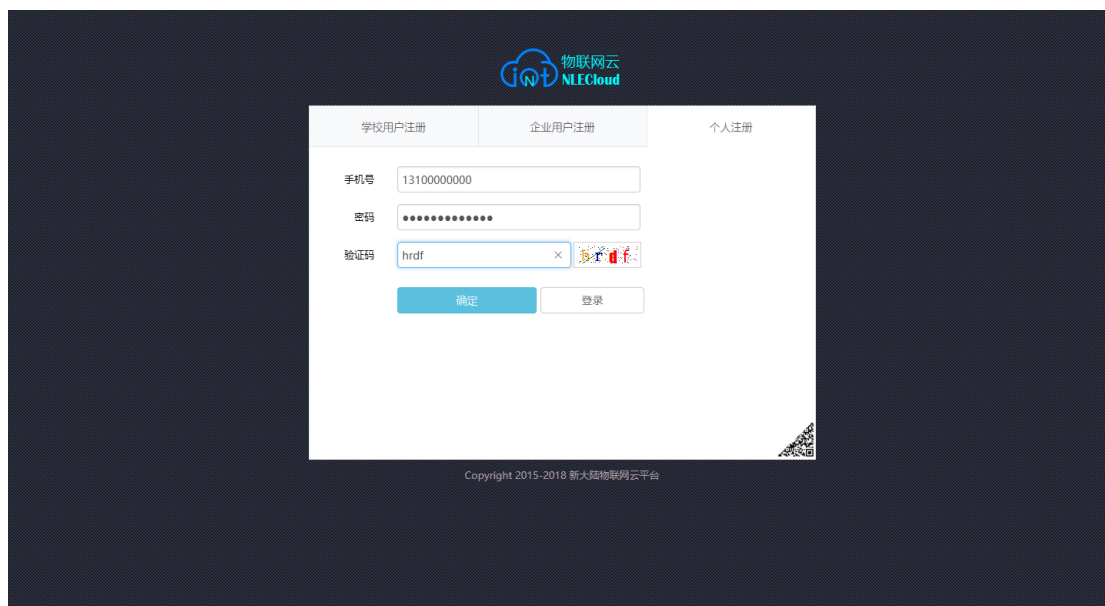 物联网云
iot
N
NLECloud
学校用户注册 企业用户注册 个人注册
手机号 13100000000
密码 ●●●●●●●●●●●●●
验证码 hrdf × hrdf
确定 登录
Copyright 2015-2018 新大陆物联网云平台